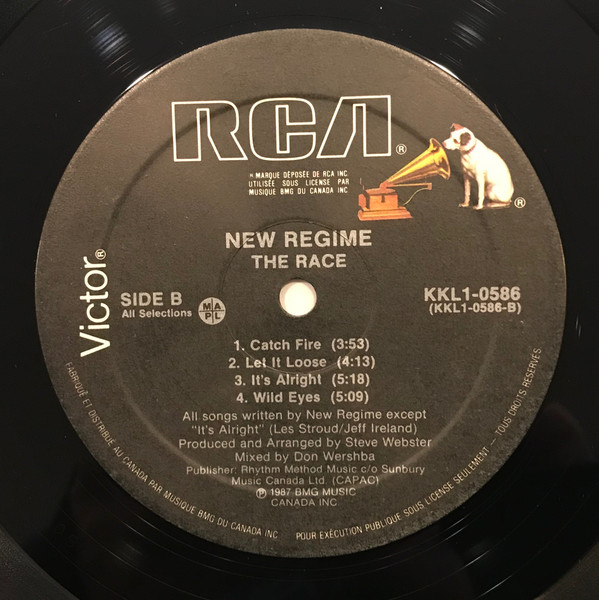 RCA®
® MARQUE DÉPOSÉE DE RCA INC
UTILISÉE SOUS LICENSE PAR
MUSIQUE BMG DU CANADA INC
®
NEW REGIME
THE RACE
Victor®
SIDE B
All Selections
MAPL
KKL1-0586
(KKL1-0586-B)
1. Catch Fire (3:53)
2. Let It Loose (4:13)
3. It's Alright (5:18)
4. Wild Eyes (5:09)
All songs written by New Regime except
"It's Alright" (Les Stroud/Jeff Ireland)
Produced and Arranged by Steve Webster
Mixed by Don Wershba
Publisher: Rhythm Method Music c/o Sunbury
Music Canada Ltd. (CAPAC)
℗ 1987 BMG MUSIC
CANADA INC
FABRIQUÉ ET DISTRIBUÉ AU CANADA PAR MUSIQUE BMG DU CANADA INC
POUR EXÉCUTION PUBLIQUE SOUS LICENSE SEULEMENT — TOUS DROITS RESERVÉS